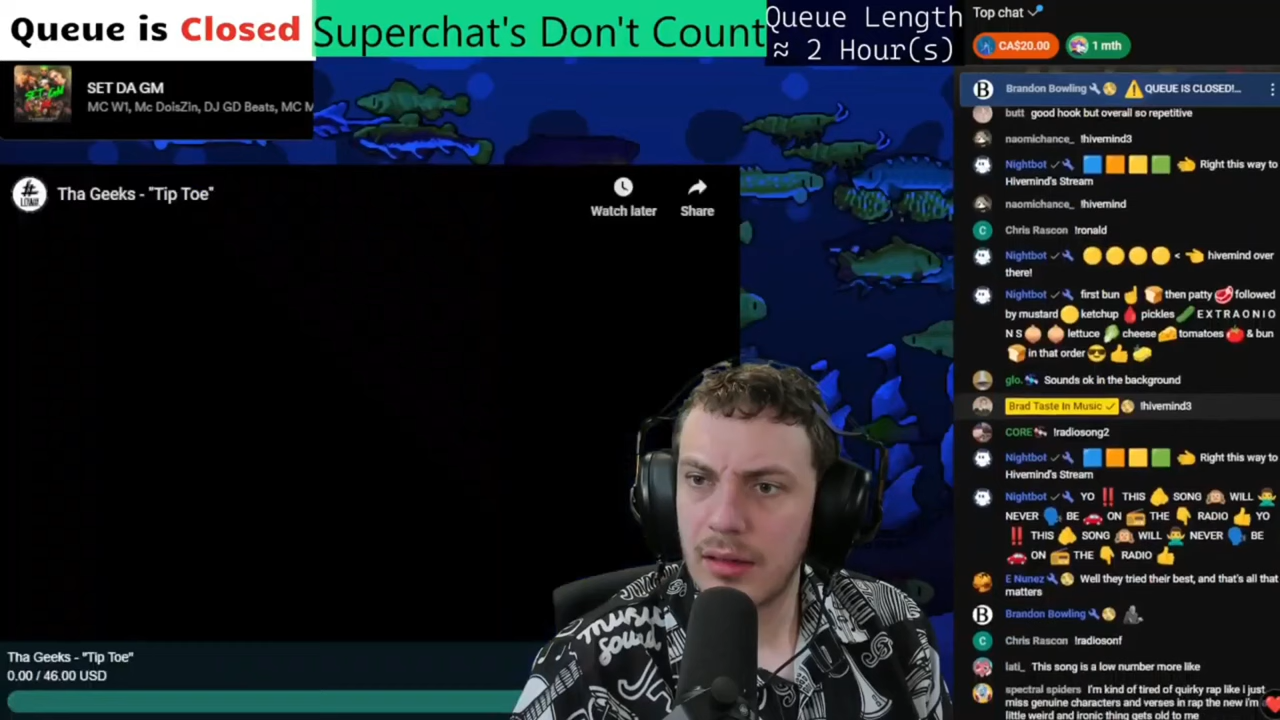 Queue is Closed
Superchat's Don't Count
Queue Length
≈ 2 Hour(s)
SET DA GM
MC W1, Mc DoisZin, DJ GD Beats, MC M
Tha Geeks - "Tip Toe"
Watch later
Share
music
sound
Tha Geeks - "Tip Toe"
0.00 / 46.00 USD
Top chat
CA$20.00
1 mth
Brandon Bowling ⚠️ QUEUE IS CLOSED!...
butt good hook but overall so repetitive
naomichance_ !hivemind3
Nightbot 🟦🟧🟨🟩👈 Right this way to
Hivemind's Stream
naomichance_ !hivemind
Chris Rascon !ronald
Nightbot 🟡🟡🟡🟡 < 👈 hivemind over
there!
Nightbot first bun ☝️🍞 then patty 🥩 followed
by mustard 🟡 ketchup 🩸 pickles 🥒 E X T R A O N I O
N S 🧅🧅 lettuce 🥬 cheese 🧀 tomatoes 🍅 & bun
🍞 in that order 😎👍🧽
glo. Sounds ok in the background
Brad Taste In Music !hivemind3
CORE !radiosong2
Nightbot 🟦🟧🟨🟩👈 Right this way to
Hivemind's Stream
Nightbot YO ‼️ THIS 🫵 SONG 🙊 WILL 🙅‍♂️
NEVER 🗣️ BE 🚗 ON 📻 THE 👇 RADIO 👍 YO
‼️ THIS 🫵 SONG 🙊 WILL 🙅‍♂️ NEVER 🗣️ BE
🚗 ON 📻 THE 👇 RADIO 👍
E Nunez Well they tried their best, and that's all that
matters
Brandon Bowling
Chris Rascon !radiosonf
lati_ This song is a low number more like
spectral spiders I'm kind of tired of quirky rap like i just
miss genuine characters and verses in rap the new i'm
little weird and ironic thing gets old to me